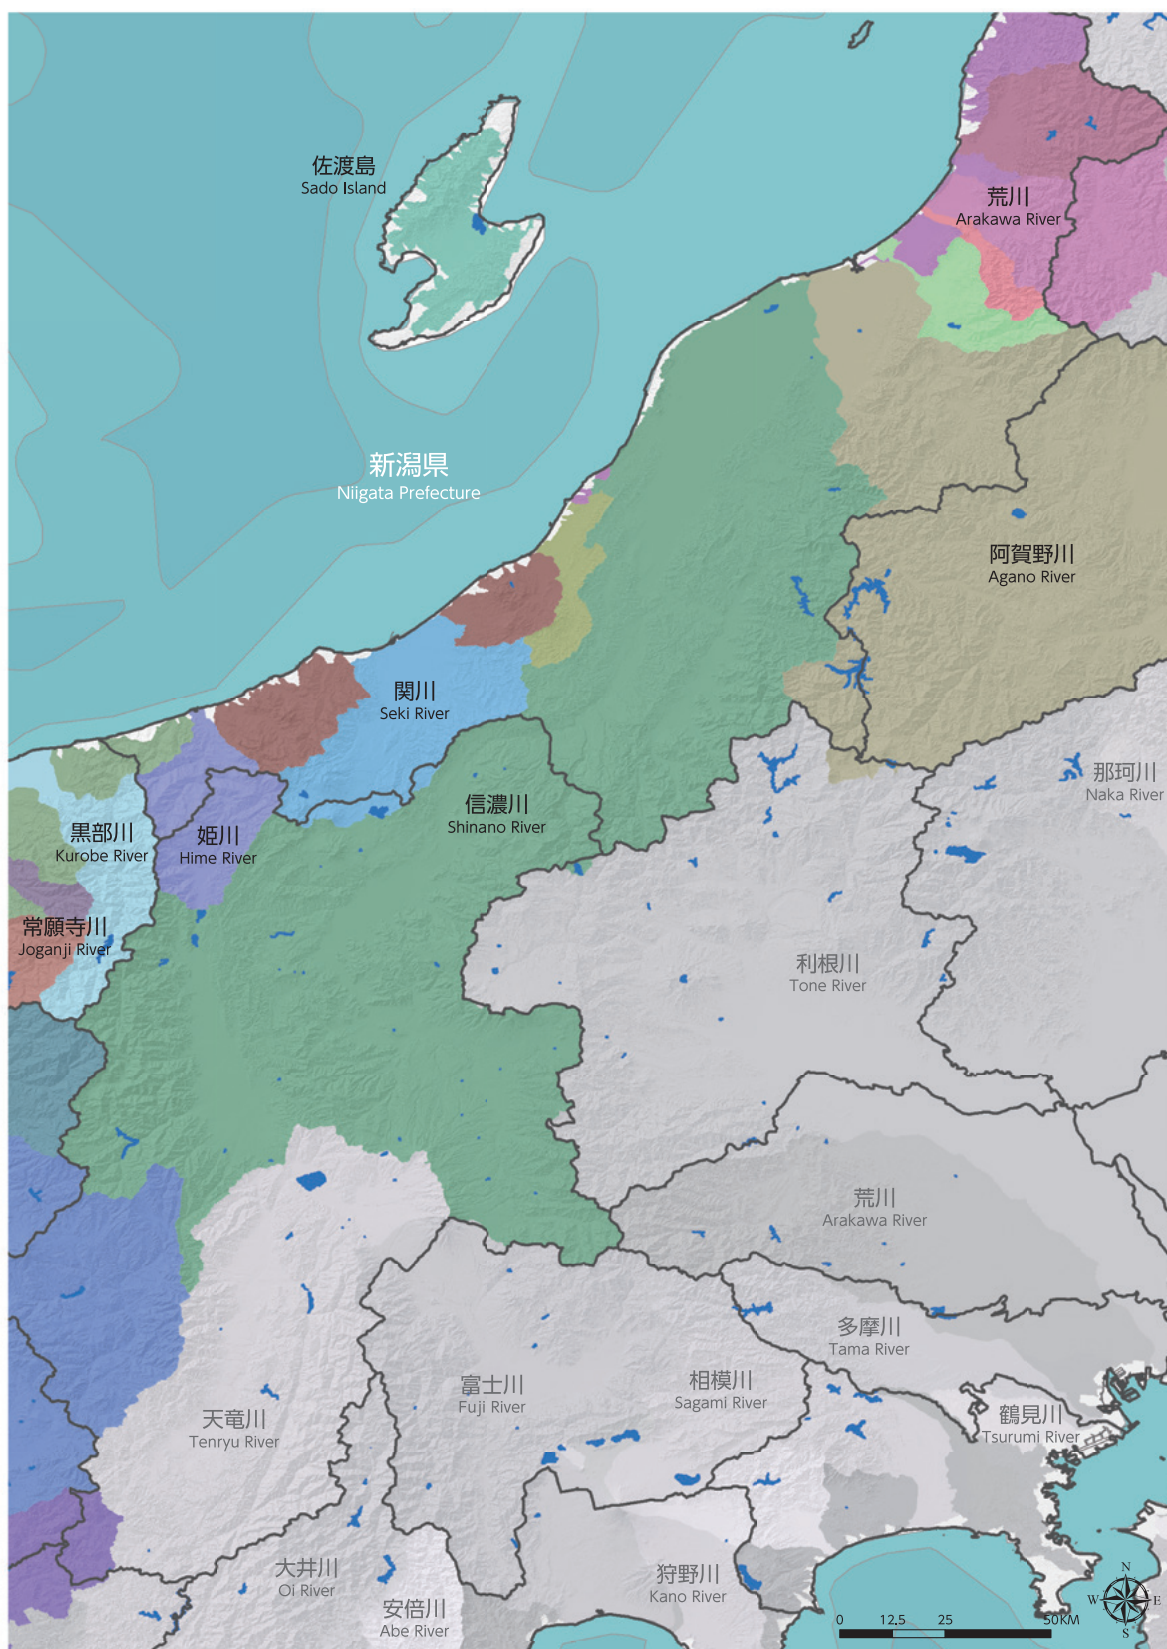 佐渡島
Sado Island
荒川
Arakawa River
新潟県
Niigata Prefecture
阿賀野川
Agano River
関川
Seki River
那珂川
Naka River
信濃川
Shinano River
黒部川
Kurobe River
姫川
Hime River
常願寺川
Joganji River
利根川
Tone River
荒川
Arakawa River
多摩川
Tama River
富士川
Fuji River
相模川
Sagami River
天竜川
Tenryu River
鶴見川
Tsurumi River
大井川
Oi River
狩野川
Kano River
安倍川
Abe River
N
W
E
S
0 12.5 25 50KM